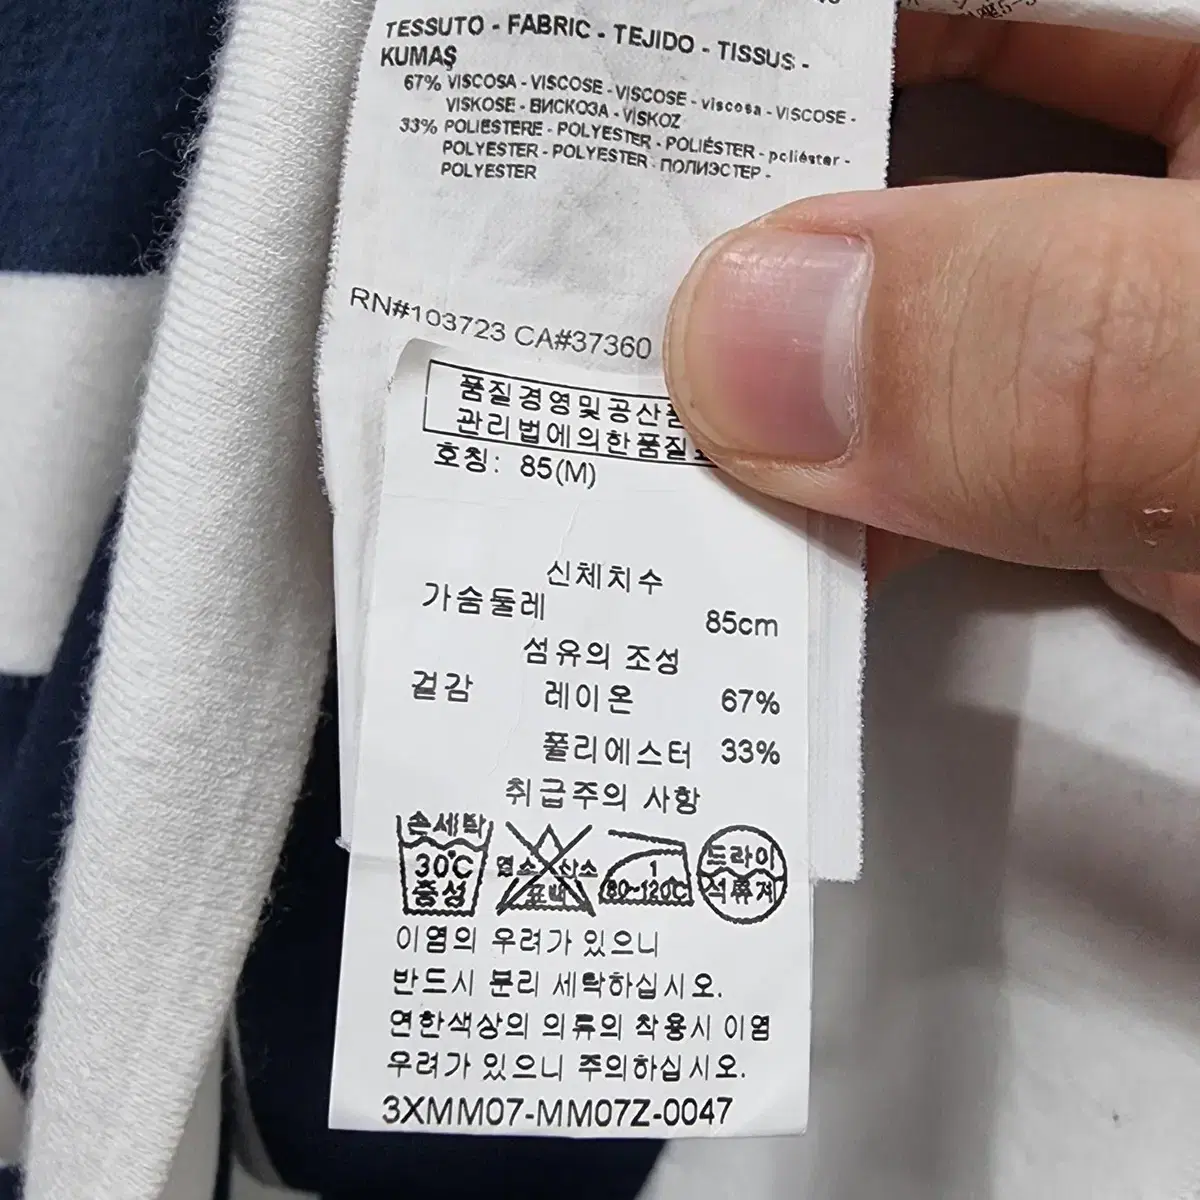 TESSUTO - FABRIC - TEJIDO - TISSUS -
KUMAŞ
67% VISCOSA - VISCOSE - VISCOSE - viscosa - VISCOSE -
VISKOSE - ВИСКОЗА - VİSKOZ
33% POLIESTERE - POLYESTER - POLIÉSTER - poliéster -
POLYESTER - POLYESTER - ПОЛИЭСТЕР -
POLYESTER
RN#103723 CA#37360
품질경영및공산
관리법에의한품질
호칭: 85(M)
신체치수
가슴둘레 85cm
섬유의 조성
겉감 레이온 67%
폴리에스터 33%
취급주의 사항
손세탁 30℃ 중성
염소 산소 표백
1 80~120℃
드라이 석유계
이염의 우려가 있으니
반드시 분리 세탁하십시오.
연한색상의 의류의 착용시 이염
우려가 있으니 주의하십시오.
3XMM07-MM07Z-0047